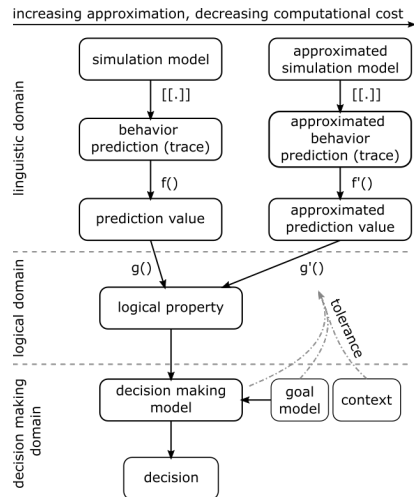 increasing approximation, decreasing computational cost
simulation model
approximated
simulation model
[[.]]
[[.]]
behavior
prediction (trace)
approximated
behavior
prediction (trace)
f()
f'()
prediction value
approximated
prediction value
linguistic domain
g()
g'()
logical property
logical domain
tolerance
decision making
model
goal
model
context
decision
decision making
domain